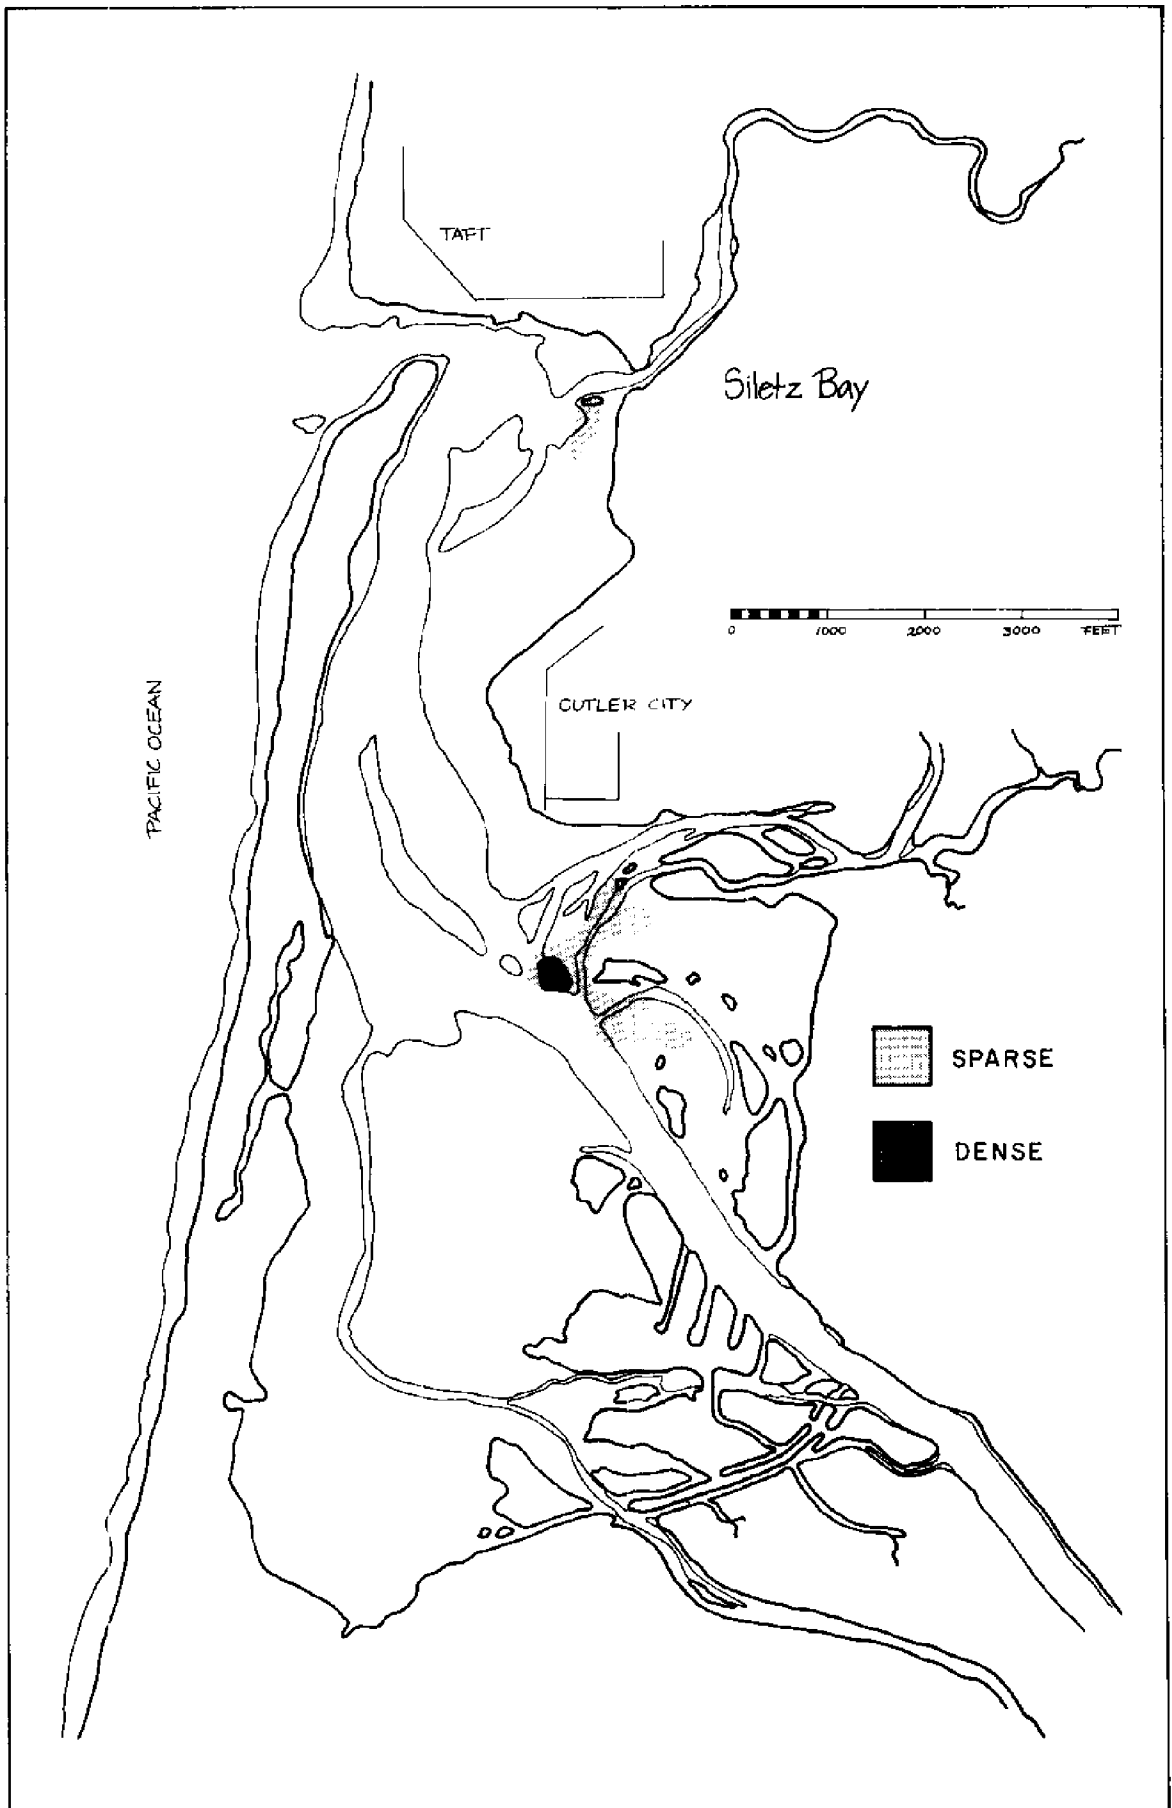 TAFT
Siletz Bay
0 1000 2000 3000 FEET
CUTLER CITY
PACIFIC OCEAN
SPARSE
DENSE